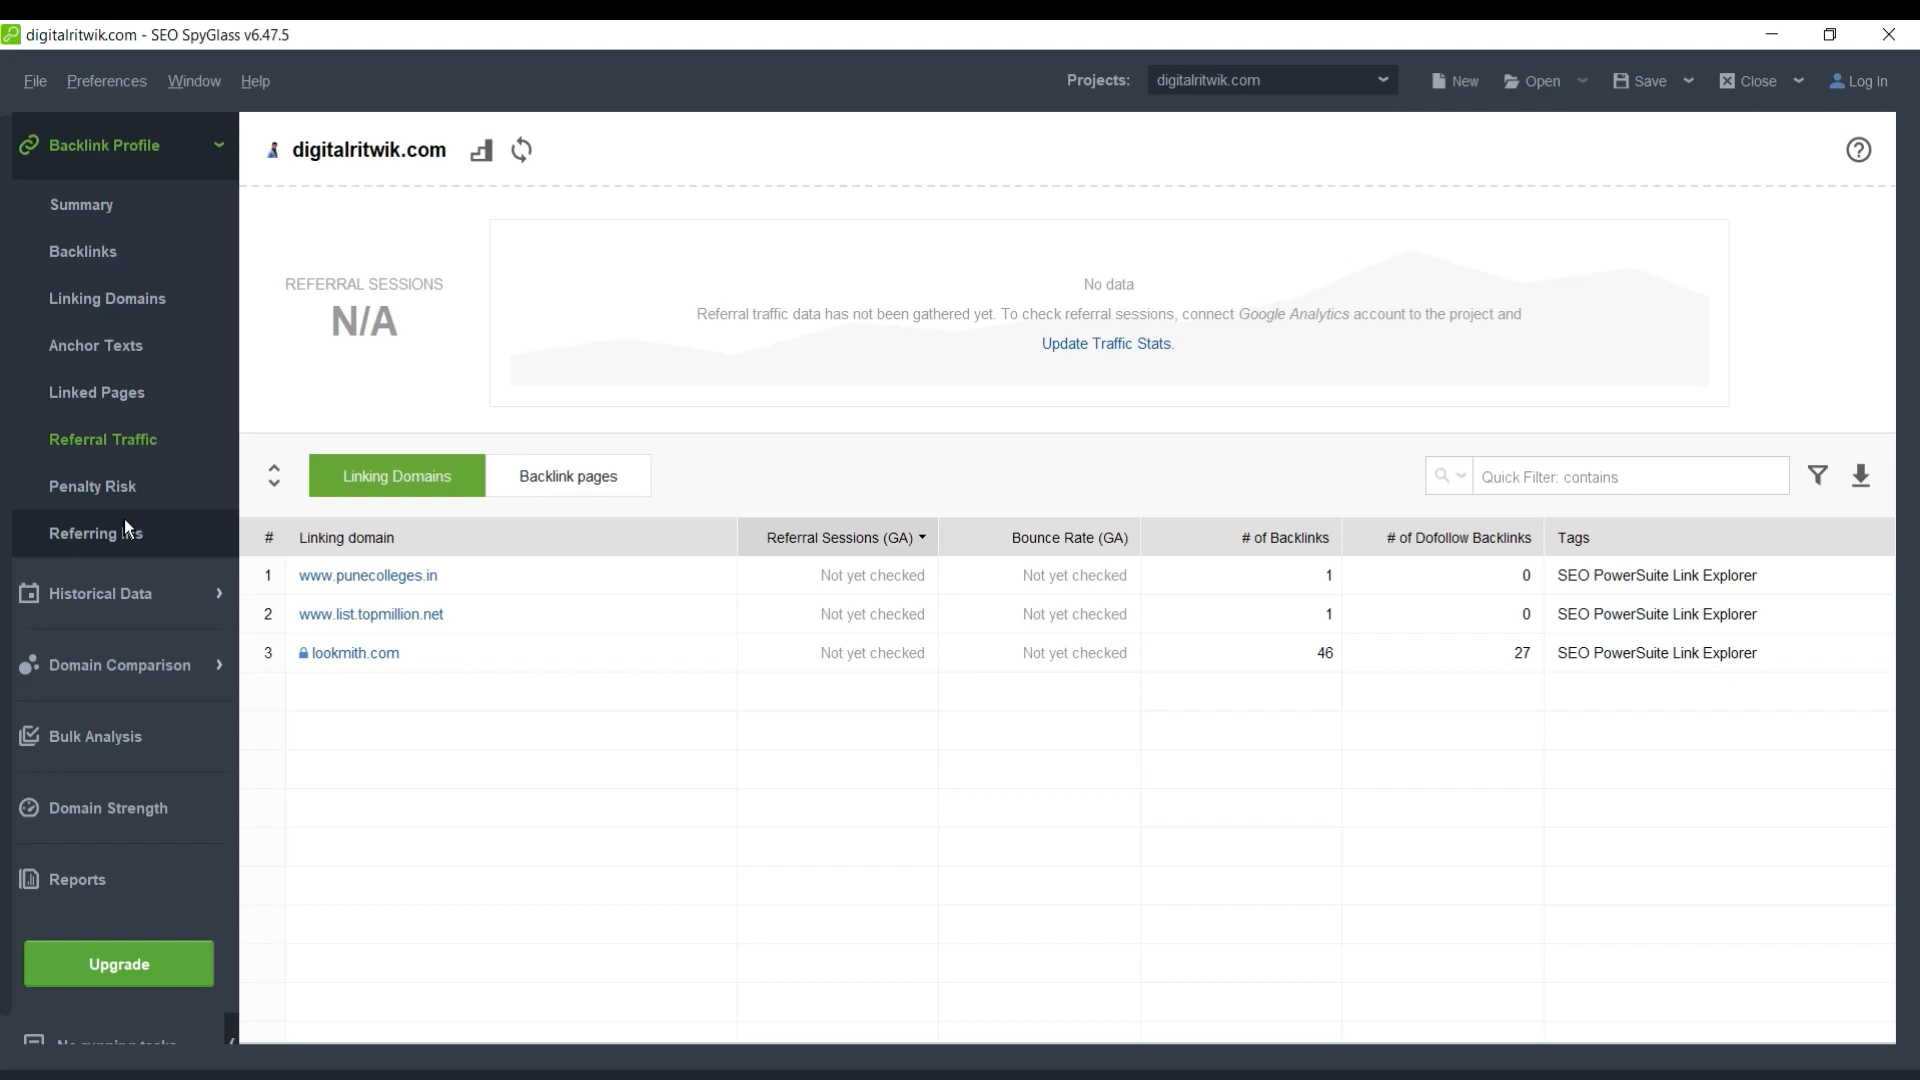 digitalritwik.com - SEO SpyGlass v6.47.5
File Preferences Window Help
Projects: digitalritwik.com New Open Save Close Log In
Backlink Profile
Summary
Backlinks
Linking Domains
Anchor Texts
Linked Pages
Referral Traffic
Penalty Risk
Referring
Historical Data
Domain Comparison
Bulk Analysis
Domain Strength
Reports
Upgrade
digitalritwik.com
REFERRAL SESSIONS
N/A
No data
Referral traffic data has not been gathered yet. To check referral sessions, connect Google Analytics account to the project and
Update Traffic Stats.
Linking Domains Backlink pages Quick Filter: contains
# Linking domain Referral Sessions (GA) Bounce Rate (GA) # of Backlinks # of Dofollow Backlinks Tags
1 www.punecolleges.in Not yet checked Not yet checked 1 0 SEO PowerSuite Link Explorer
2 www.list.topmillion.net Not yet checked Not yet checked 1 0 SEO PowerSuite Link Explorer
3 lookmith.com Not yet checked Not yet checked 46 27 SEO PowerSuite Link Explorer